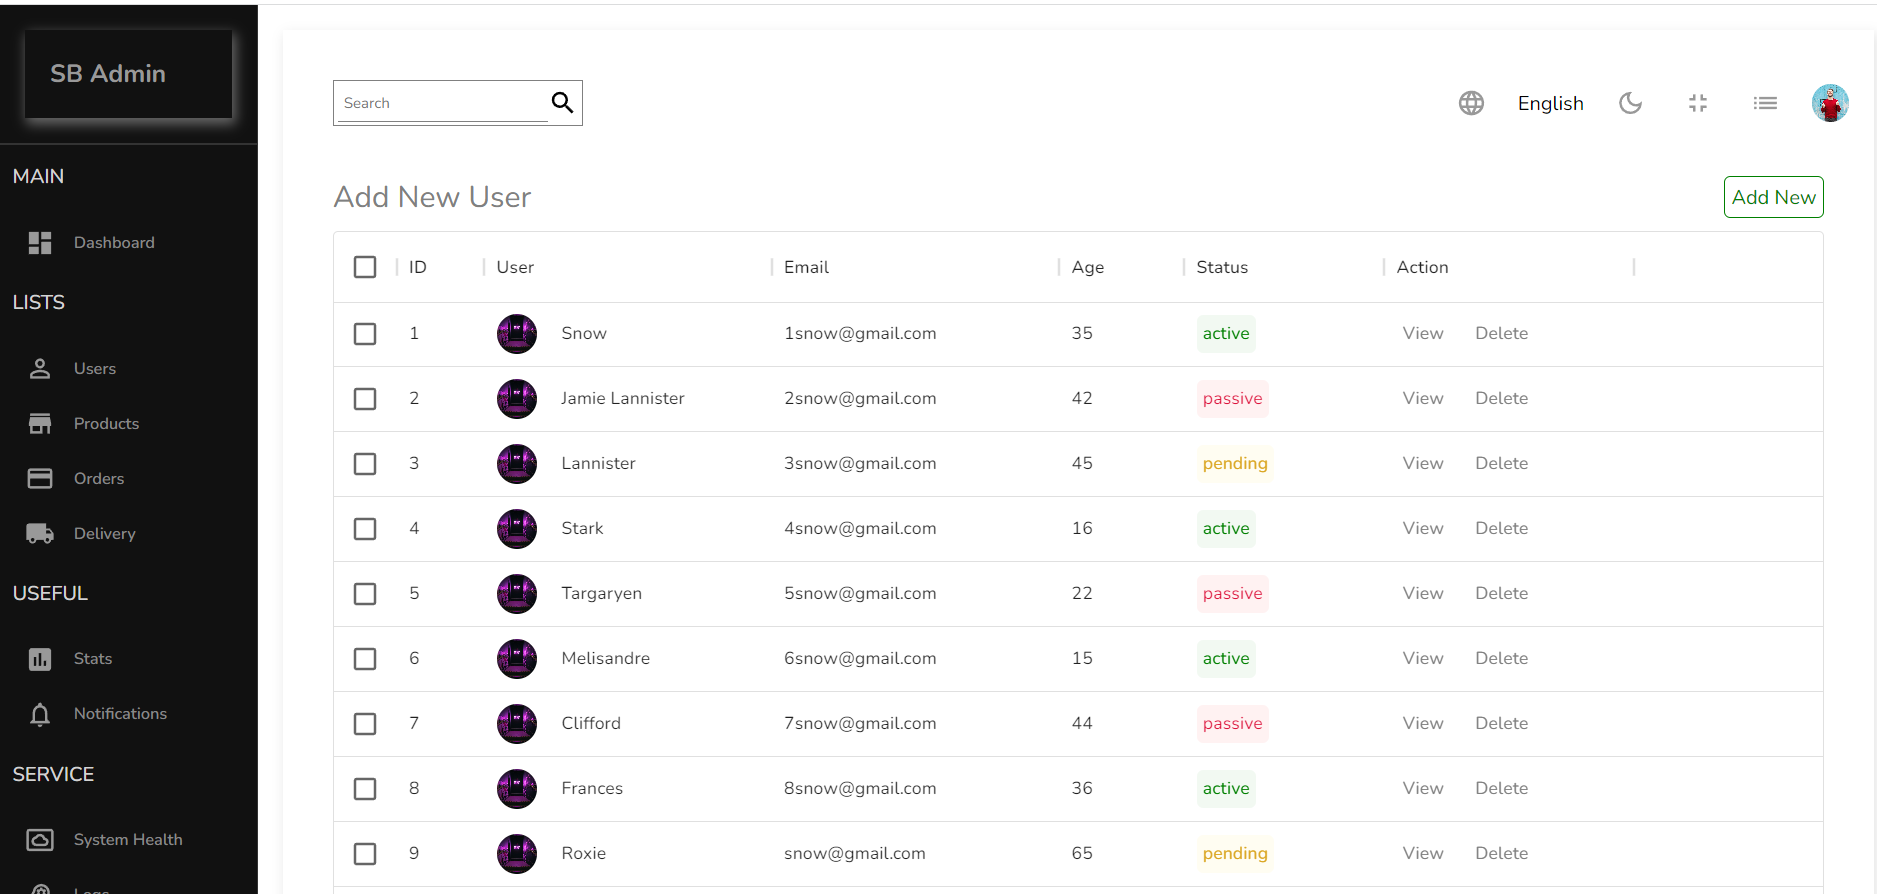 SB Admin
MAIN
Dashboard
LISTS
Users
Products
Orders
Delivery
USEFUL
Stats
Notifications
SERVICE
System Health
Logs
Search
English
Add New User
Add New
ID User Email Age Status Action
1 Snow 1snow@gmail.com 35 active View Delete
2 Jamie Lannister 2snow@gmail.com 42 passive View Delete
3 Lannister 3snow@gmail.com 45 pending View Delete
4 Stark 4snow@gmail.com 16 active View Delete
5 Targaryen 5snow@gmail.com 22 passive View Delete
6 Melisandre 6snow@gmail.com 15 active View Delete
7 Clifford 7snow@gmail.com 44 passive View Delete
8 Frances 8snow@gmail.com 36 active View Delete
9 Roxie snow@gmail.com 65 pending View Delete